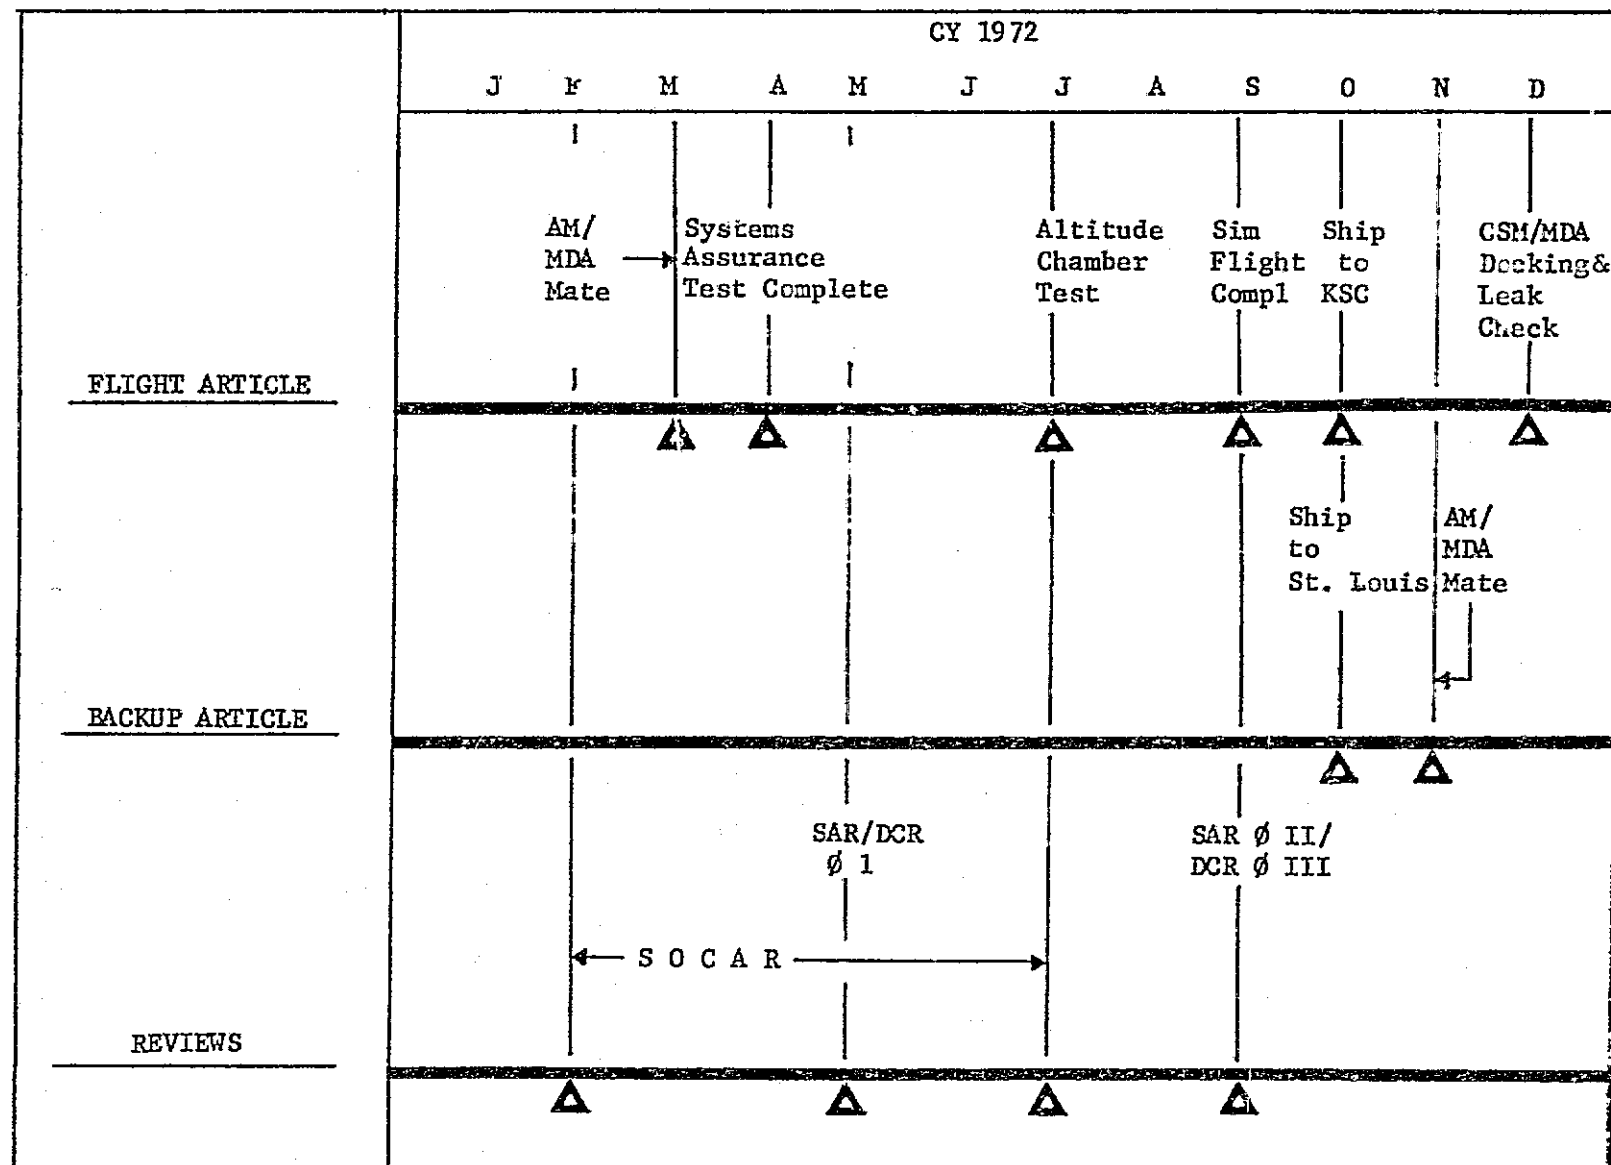 CY 1972
J F M A M J J A S O N D
AM/
MDA
Mate
Systems
Assurance
Test Complete
Altitude
Chamber
Test
Sim
Flight
Compl
Ship
to
KSC
CSM/MDA
Docking&
Leak
Check
FLIGHT ARTICLE
Ship
to
St. Louis
AM/
MDA
Mate
BACKUP ARTICLE
SAR/DCR
Ø 1
SAR Ø II/
DCR Ø III
S O C A R
REVIEWS